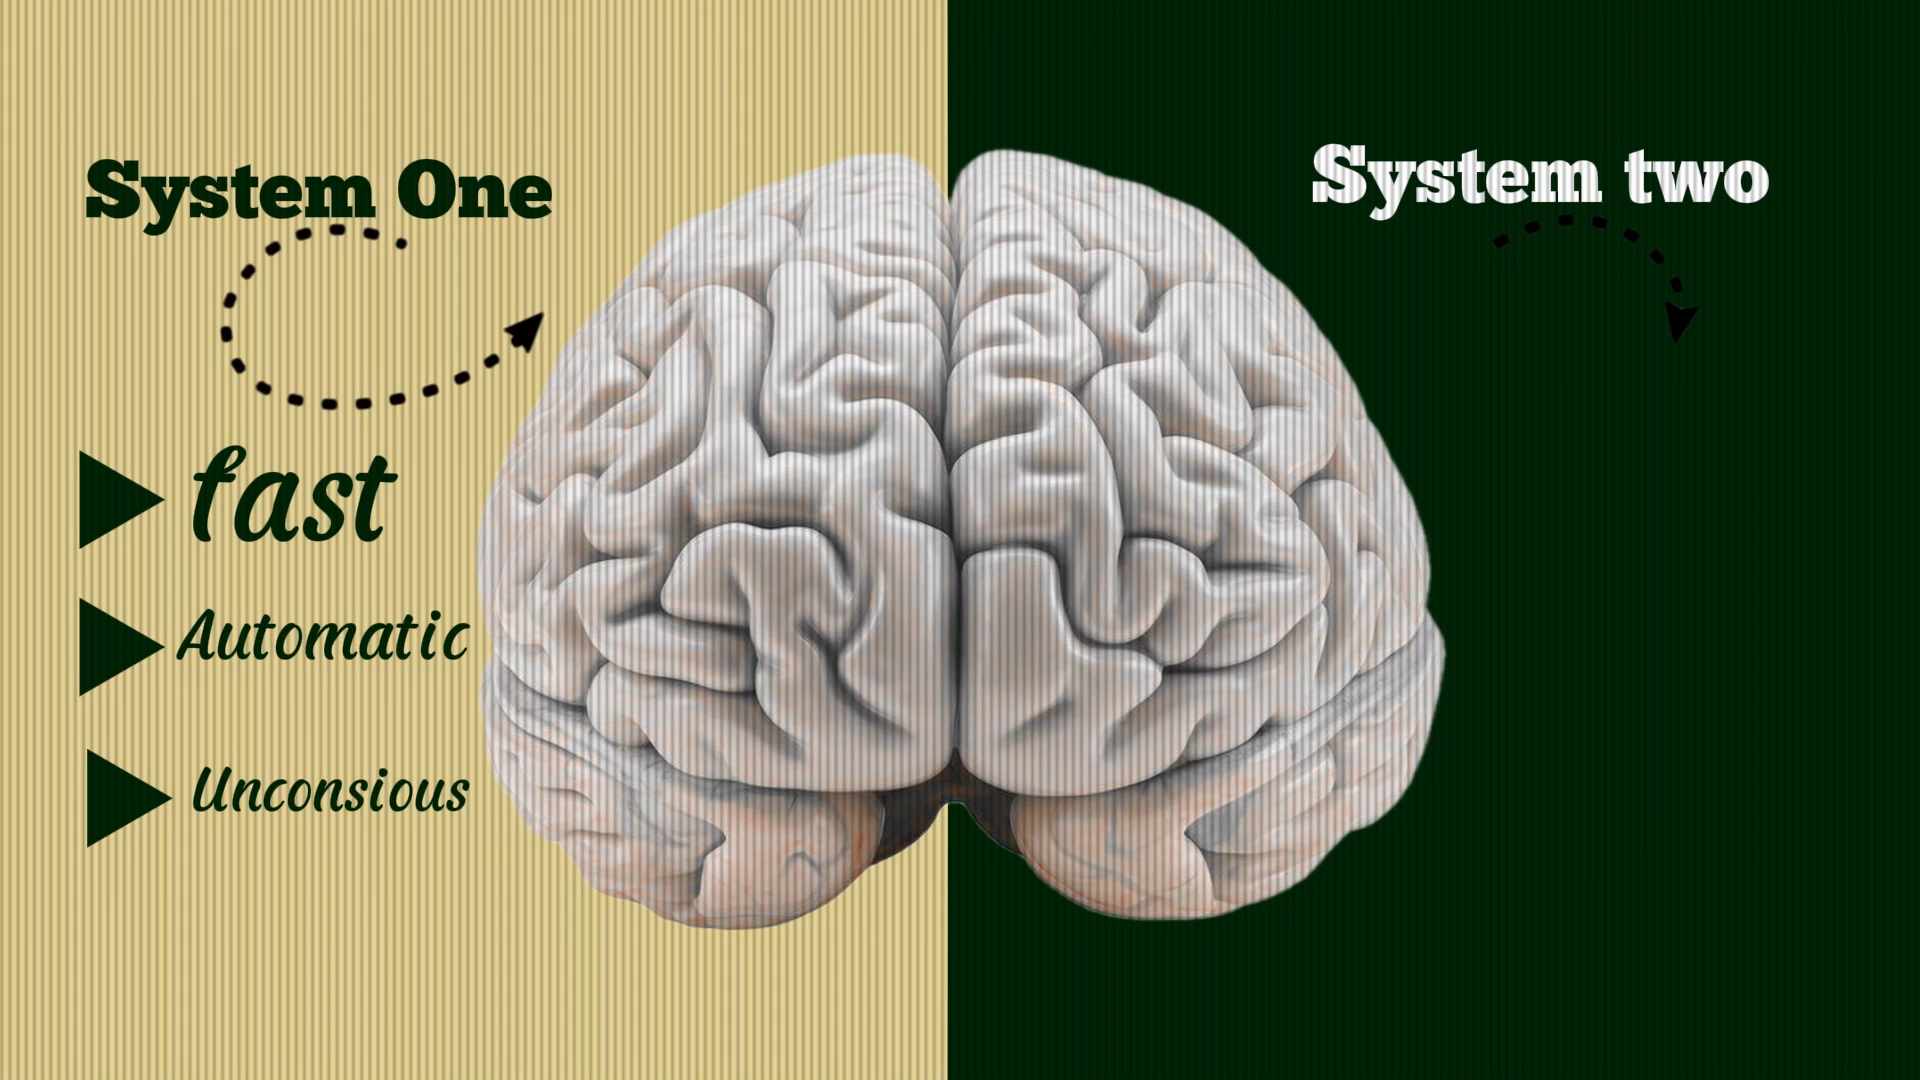 System One
System two
fast
Automatic
Unconsious